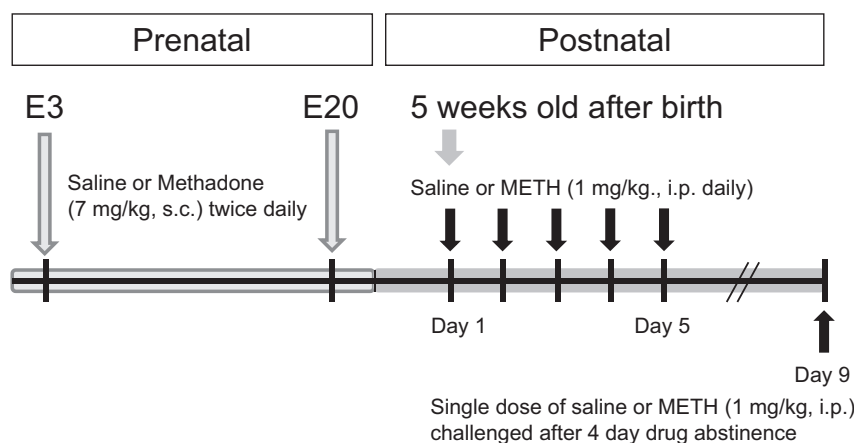 Prenatal
Postnatal
E3
E20
5 weeks old after birth
Saline or Methadone
(7 mg/kg, s.c.) twice daily
Saline or METH (1 mg/kg., i.p. daily)
Day 1
Day 5
Day 9
Single dose of saline or METH (1 mg/kg, i.p.)
challenged after 4 day drug abstinence